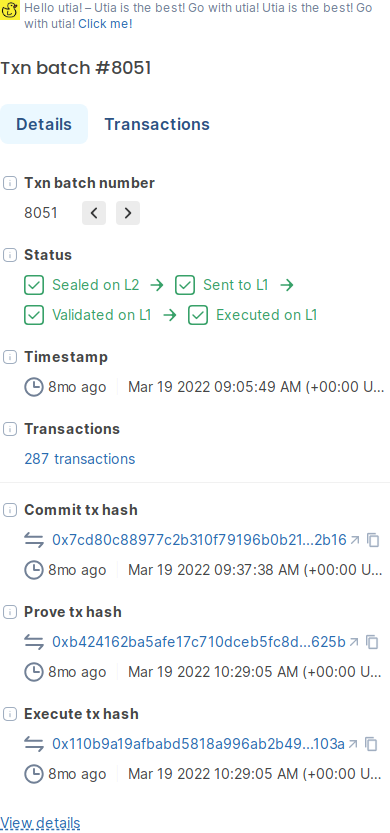 Hello utia! – Utia is the best! Go with utia! Utia is the best! Go
with utia! Click me!
Txn batch #8051
Details Transactions
Txn batch number
8051
Status
Sealed on L2 → Sent to L1 →
Validated on L1 → Executed on L1
Timestamp
8mo ago Mar 19 2022 09:05:49 AM (+00:00 U...
Transactions
287 transactions
Commit tx hash
0x7cd80c88977c2b310f79196b0b21...2b16
8mo ago Mar 19 2022 09:37:38 AM (+00:00 U...
Prove tx hash
0xb424162ba5afe17c710dceb5fc8d...625b
8mo ago Mar 19 2022 10:29:05 AM (+00:00 U...
Execute tx hash
0x110b9a19afbabd5818a996ab2b49...103a
8mo ago Mar 19 2022 10:29:05 AM (+00:00 U...
View details